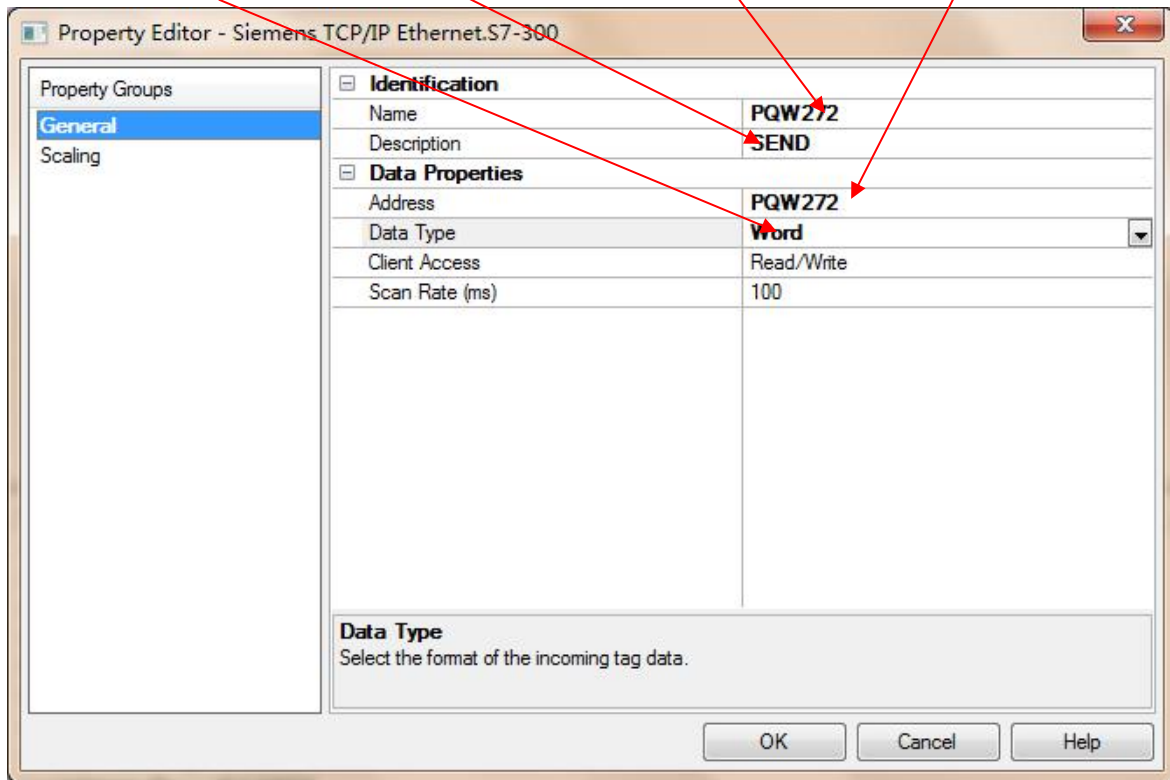 Property Editor - Siemens TCP/IP Ethernet.S7-300
Property Groups
General
Scaling
Identification
Name PQW272
Description SEND
Data Properties
Address PQW272
Data Type Word
Client Access Read/Write
Scan Rate (ms) 100
Data Type
Select the format of the incoming tag data.
OK Cancel Help